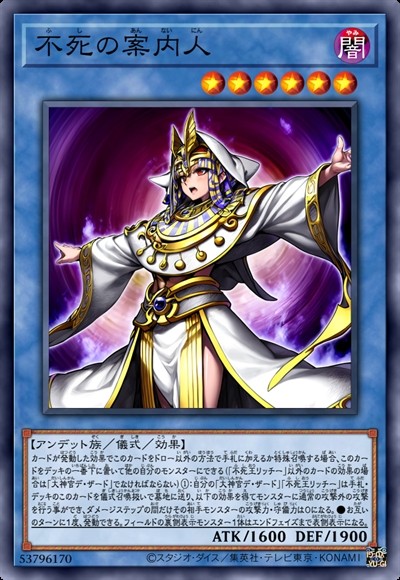 不死の案内人
闇
【アンデット族／儀式／効果】
カードが発動した効果でこのカードをドロー以外の方法で手札に加えるか特殊召喚する場合、このカー
ドをデッキの一番下に置いて他の自分のモンスターにできる(「不死王リッチー」以外のカードの効果の場
合は「大神官デ・ザード」でなければならない)①:自分の「大神官デ・ザード」「不死王リッチー」は手札・
デッキのこのカードを儀式召喚扱いで墓地に送り、以下の効果を得てモンスターに通常の攻撃外の攻撃
を行う事ができ、ダメージステップの間だけその相手モンスターの攻撃力・守備力は0になる。●お互い
のターンに1度、発動できる。フィールドの裏側表示モンスター1体はエンドフェイズまで表側表示になる。
ATK/1600 DEF/1900
53796170
©スタジオ・ダイス／集英社・テレビ東京・KONAMI